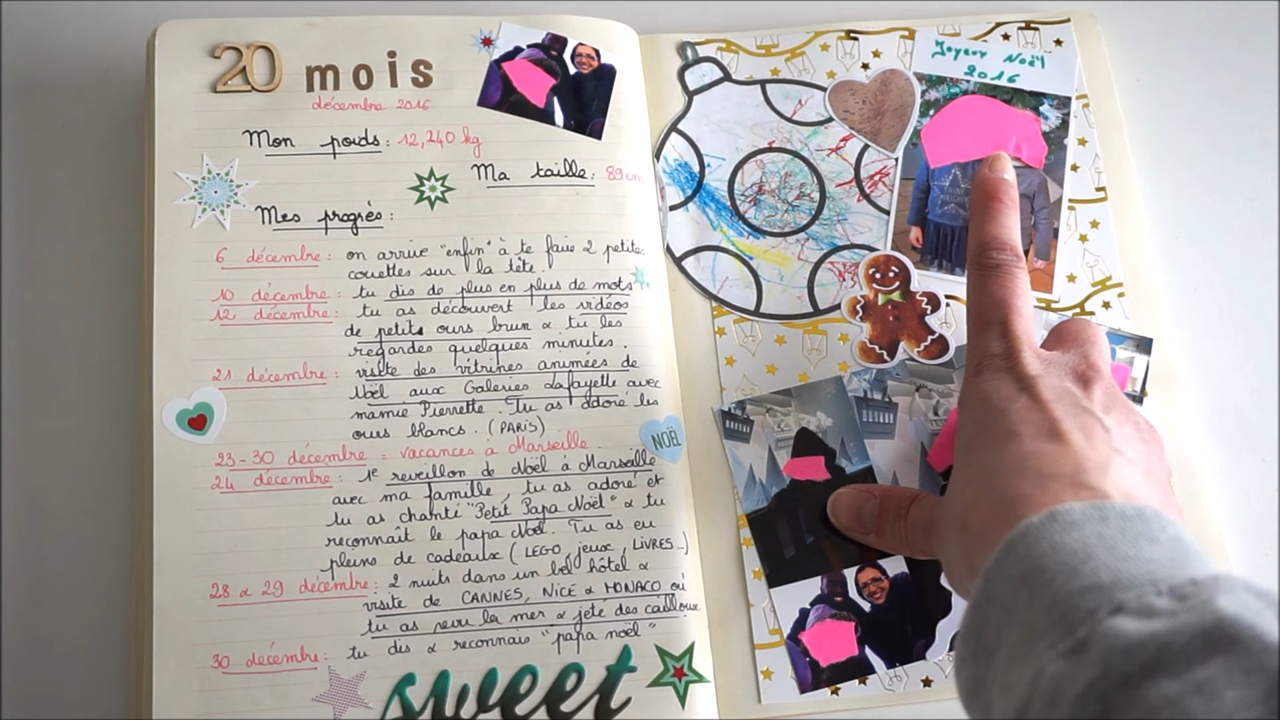 20 mois
décembre 2016
Mon poids : 12,240 kg
Ma taille : 89 cm
Mes progrès :
6 décembre : on arrive "enfin" à te faire 2 petites
couettes sur la tête.
10 décembre : tu dis de plus en plus de mots
12 décembre : tu as découvert les vidéos
de petits ours brun & tu les
regardes quelques minutes.
21 décembre : visite des vitrines animées de
Noël aux Galeries Lafayette avec
mamie Pierrette. Tu as adoré les
ours blancs. (PARIS)
23-30 décembre = vacances à Marseille.
24 décembre : 1e reveillon de Noël à Marseille
avec ma famille, tu as adoré et
tu as chanté "Petit Papa Noël" & tu
reconnait le papa Noël. Tu as eu
pleins de cadeaux (LEGO, jeux, LIVRES...)
28 & 29 décembre : 2 nuits dans un bel hôtel &
visite de CANNES, NICE & MONACO où
tu as revu la mer & jeté des cailloux
30 décembre : tu dis & reconnais "papa noël"
sweet
NOËL
Joyeux Noël
2016